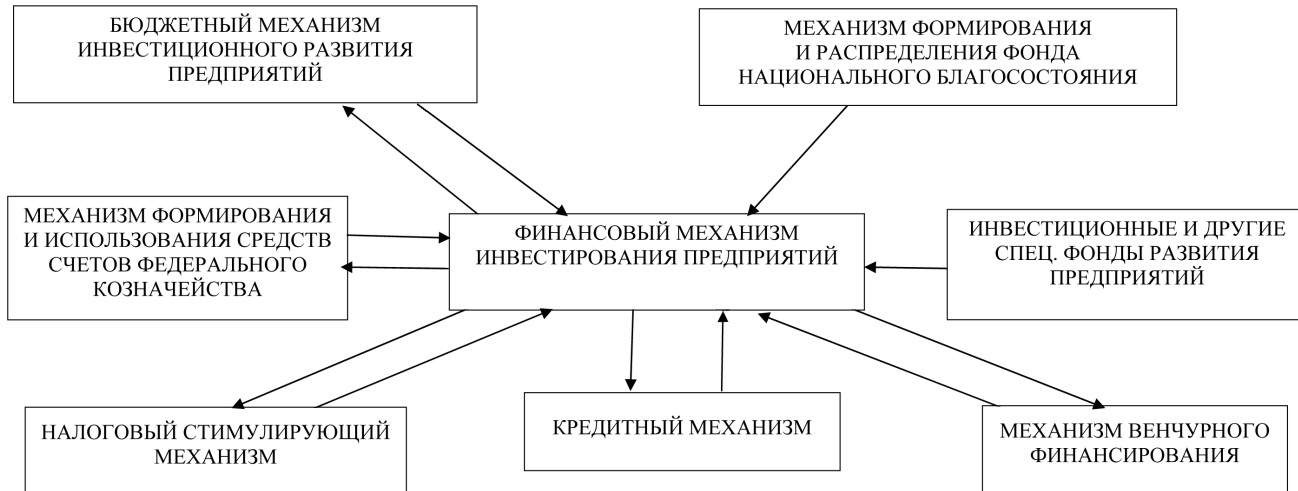 БЮДЖЕТНЫЙ МЕХАНИЗМ
ИНВЕСТИЦИОННОГО РАЗВИТИЯ
ПРЕДПРИЯТИЙ
МЕХАНИЗМ ФОРМИРОВАНИЯ
И РАСПРЕДЕЛЕНИЯ ФОНДА
НАЦИОНАЛЬНОГО БЛАГОСОСТОЯНИЯ
МЕХАНИЗМ ФОРМИРОВАНИЯ
И ИСПОЛЬЗОВАНИЯ СРЕДСТВ
СЧЕТОВ ФЕДЕРАЛЬНОГО
КОЗНАЧЕЙСТВА
ФИНАНСОВЫЙ МЕХАНИЗМ
ИНВЕСТИРОВАНИЯ ПРЕДПРИЯТИЙ
ИНВЕСТИЦИОННЫЕ И ДРУГИЕ
СПЕЦ. ФОНДЫ РАЗВИТИЯ
ПРЕДПРИЯТИЙ
НАЛОГОВЫЙ СТИМУЛИРУЮЩИЙ
МЕХАНИЗМ
КРЕДИТНЫЙ МЕХАНИЗМ
МЕХАНИЗМ ВЕНЧУРНОГО
ФИНАНСИРОВАНИЯ